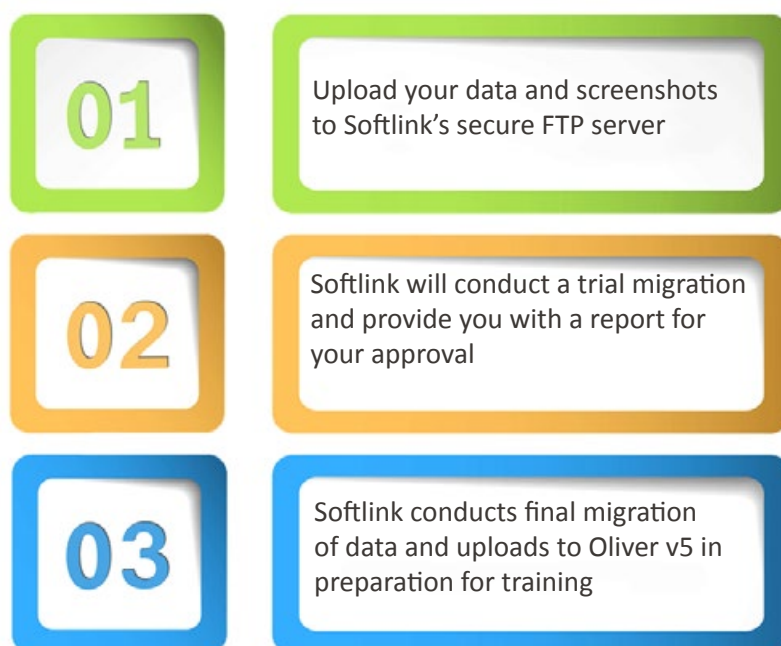 01
Upload your data and screenshots
to Softlink's secure FTP server
02
Softlink will conduct a trial migration
and provide you with a report for
your approval
03
Softlink conducts final migration
of data and uploads to Oliver v5 in
preparation for training